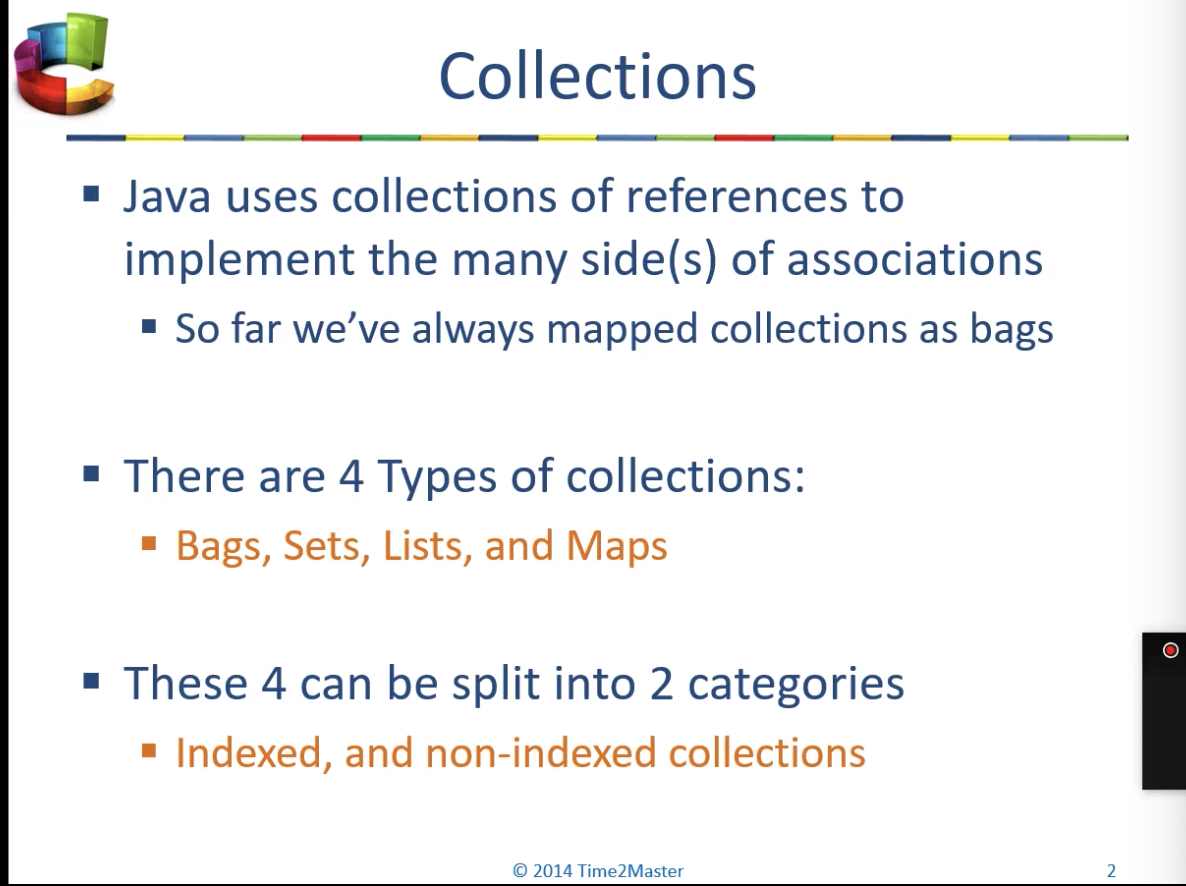 Collections
Java uses collections of references to
implement the many side(s) of associations
So far we’ve always mapped collections as bags
There are 4 Types of collections:
Bags, Sets, Lists, and Maps
These 4 can be split into 2 categories
Indexed, and non-indexed collections
© 2014 Time2Master
2